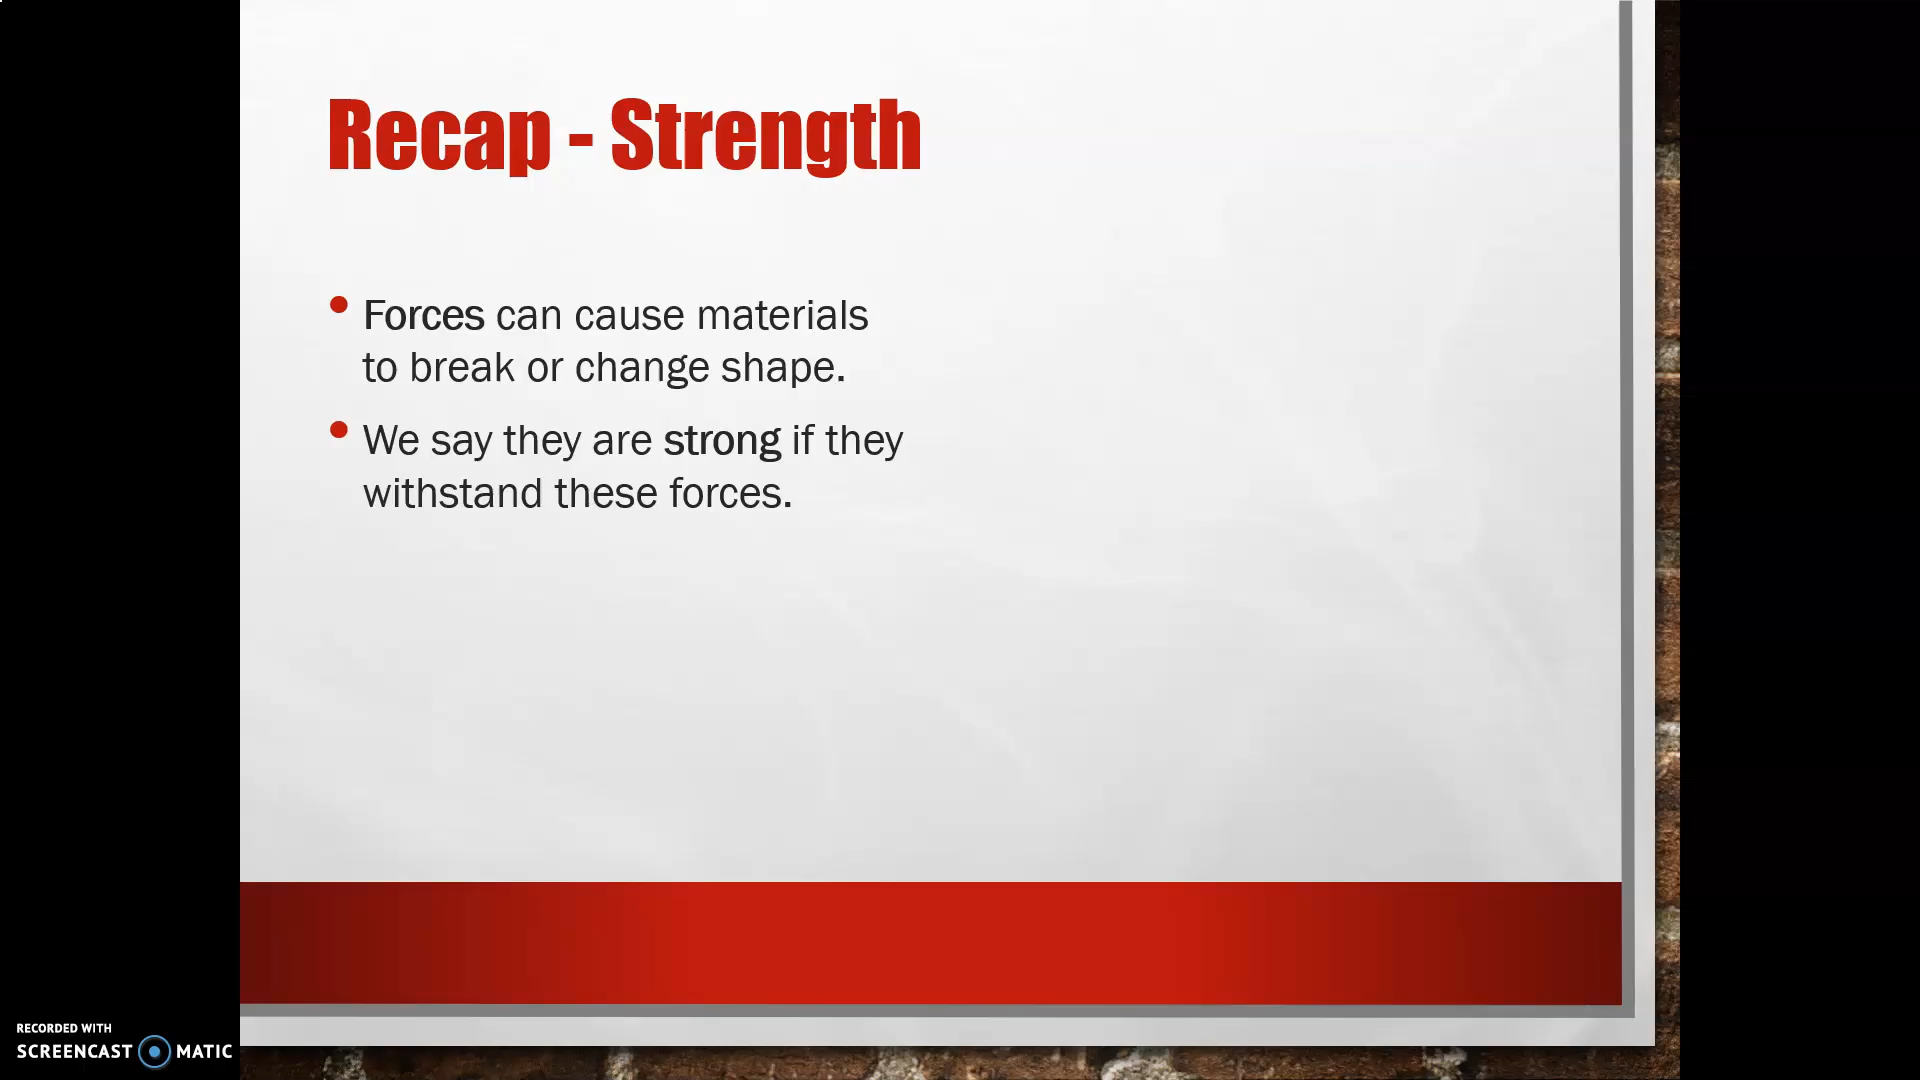 Recap - Strength
Forces can cause materials
to break or change shape.
We say they are strong if they
withstand these forces.
RECORDED WITH
SCREENCAST MATIC